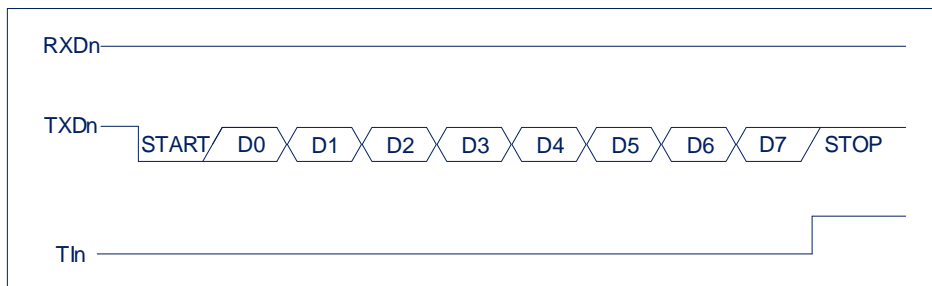 RXDn
TXDn
START D0 D1 D2 D3 D4 D5 D6 D7 STOP
TIn